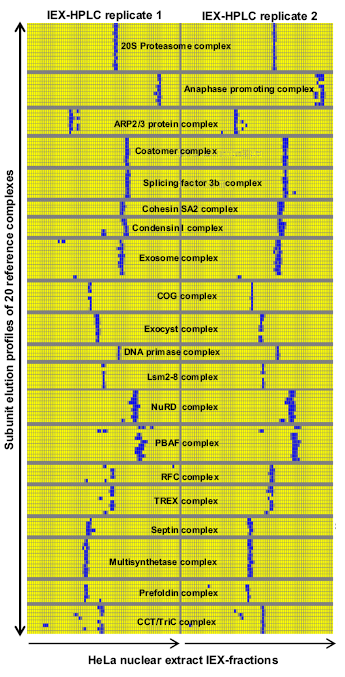 IEX-HPLC replicate 1 IEX-HPLC replicate 2
Subunit elution profiles of 20 reference complexes
20S Proteasome complex
Anaphase promoting complex
ARP2/3 protein complex
Coatomer complex
Splicing factor 3b complex
Cohesin SA2 complex
Condensin I complex
Exosome complex
COG complex
Exocyst complex
DNA primase complex
Lsm2-8 complex
NuRD complex
PBAF complex
RFC complex
TREX complex
Septin complex
Multisynthetase complex
Prefoldin complex
CCT/TriC complex
HeLa nuclear extract IEX-fractions